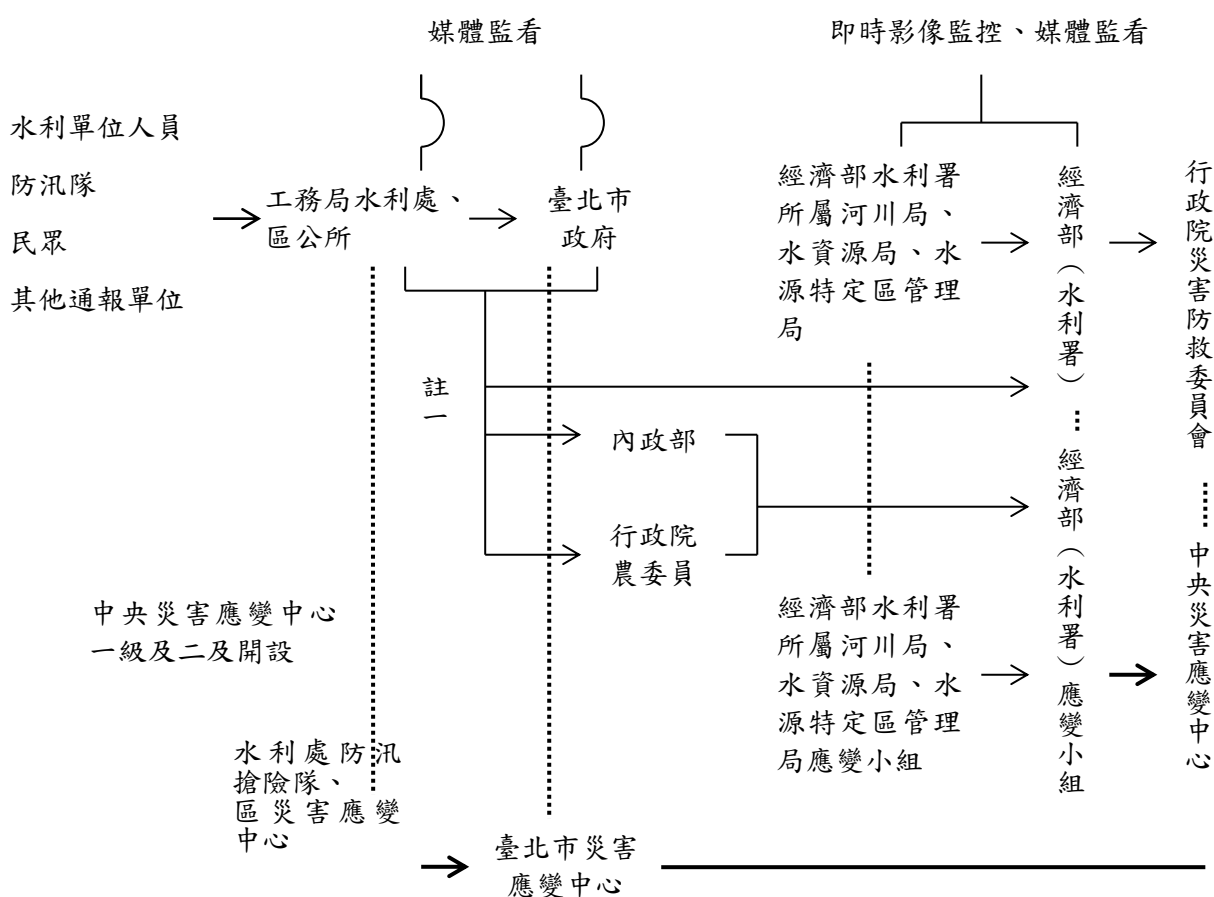 媒體監看
即時影像監控、媒體監看
水利單位人員
防汛隊
民眾
其他通報單位
工務局水利處、
區公所
臺北市
政府
經濟部水利署
所屬河川局、
水資源局、水
源特定區管理
局
經濟部（水利署）
行政院災害防救委員會
註一
內政部
行政院
農委員
中央災害應變中心
一級及二及開設
經濟部水利署
所屬河川局、
水資源局、水
源特定區管理
局應變小組
經濟部（水利署）應變小組
中央災害應變中心
水利處防汛
搶險隊、
區災害應變
中心
臺北市災害
應變中心